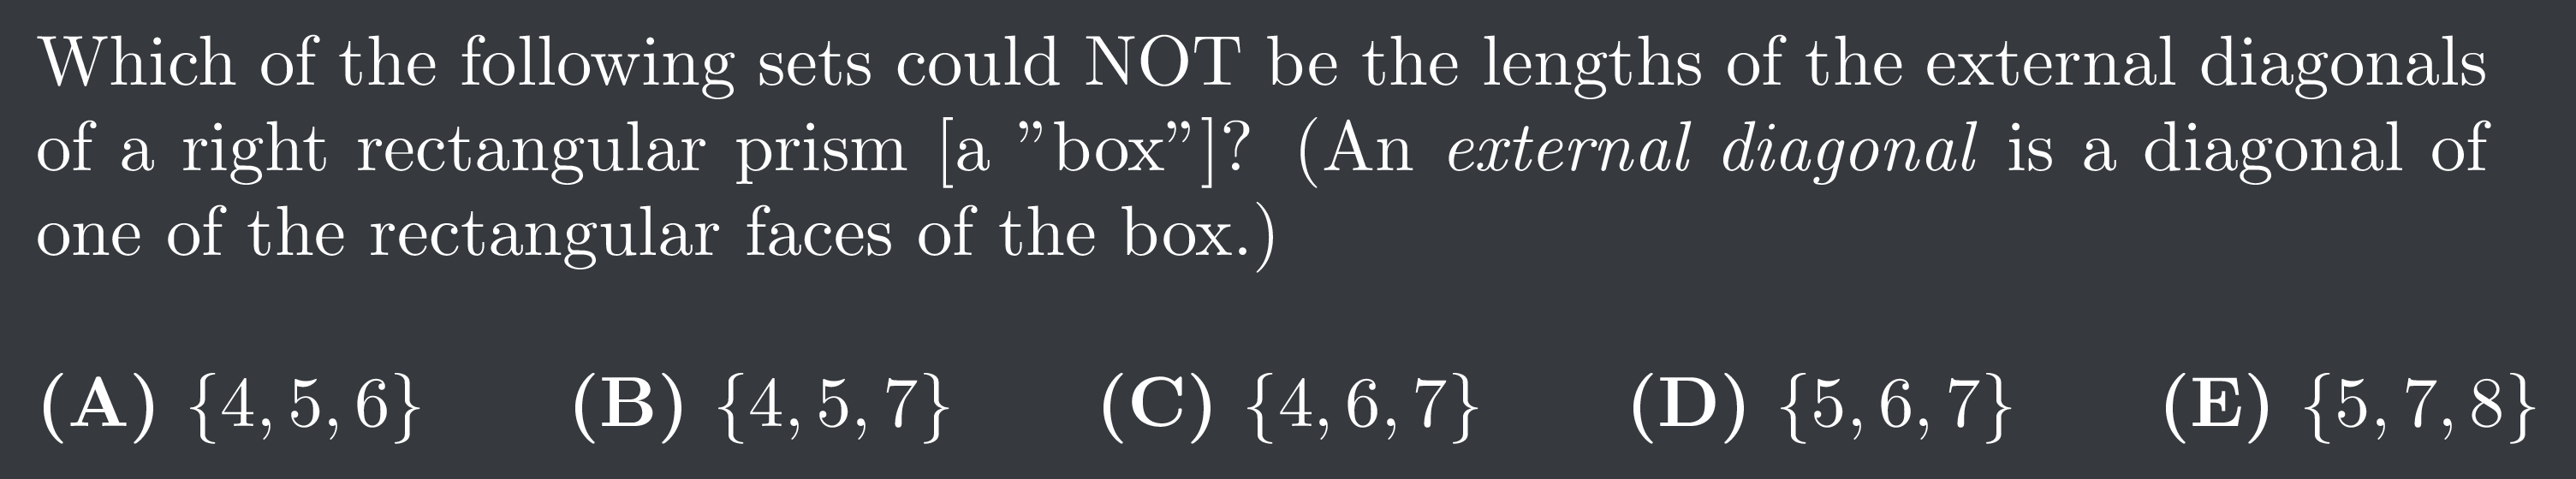 Which of the following sets could NOT be the lengths of the external diagonals
of a right rectangular prism [a ”box”]? (An external diagonal is a diagonal of
one of the rectangular faces of the box.)
(A) {4, 5, 6} (B) {4, 5, 7} (C) {4, 6, 7} (D) {5, 6, 7} (E) {5, 7, 8}